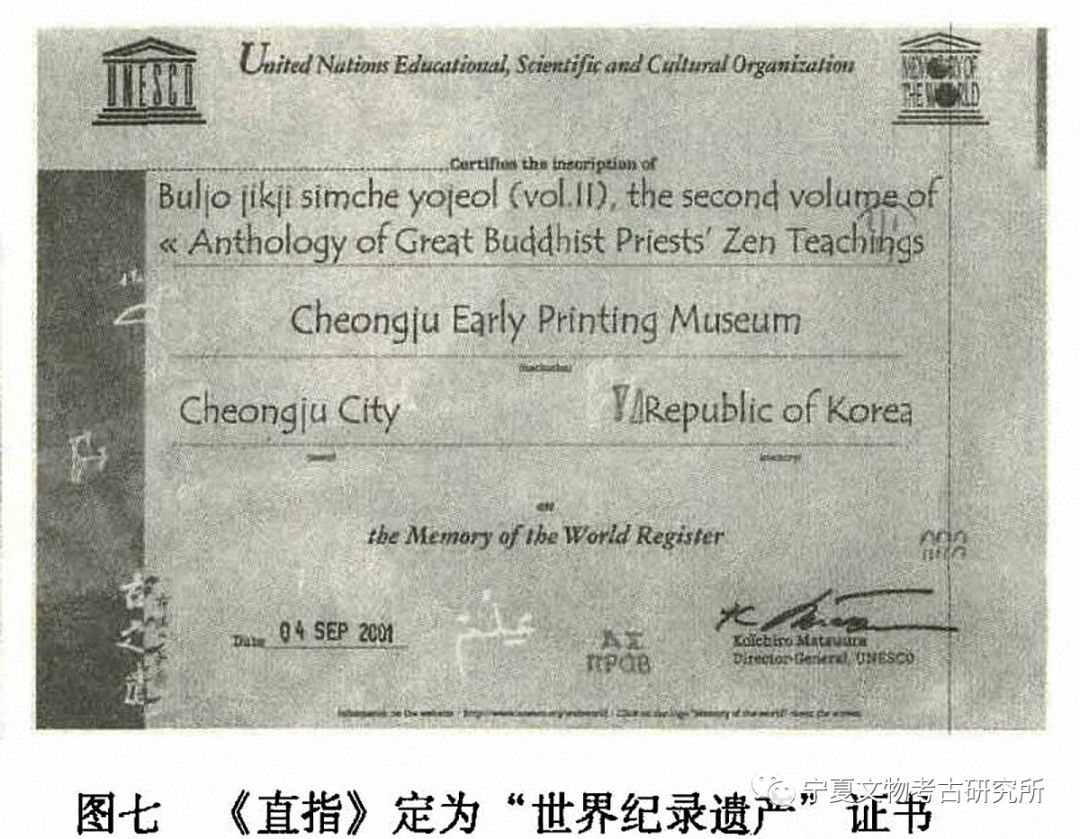 UNESCO
United Nations Educational, Scientific and Cultural Organization
MEMORY OF
THE WORLD
Certifies the inscription of
Buljo jikji simche yojeol (vol.II), the second volume of
« Anthology of Great Buddhist Priests' Zen Teachings
Cheongju Early Printing Museum
(institution)
Cheongju City
Republic of Korea
(town)
(country)
on
the Memory of the World Register
Date 04 SEP 2001
Koïchiro Matsuura
Director-General, UNESCO
宁夏文物考古研究所
图七 《直指》定为“世界纪录遗产”证书